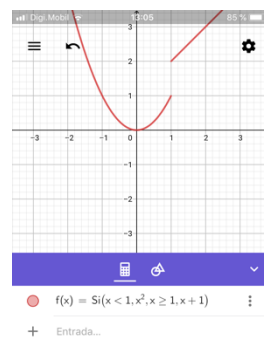 Digi.Mobil 13:05 85 %
3
2
1
-3 -2 -1 0 1 2 3
-1
-2
-3
f(x) = Si(x < 1, x², x ≥ 1, x + 1)
Entrada...